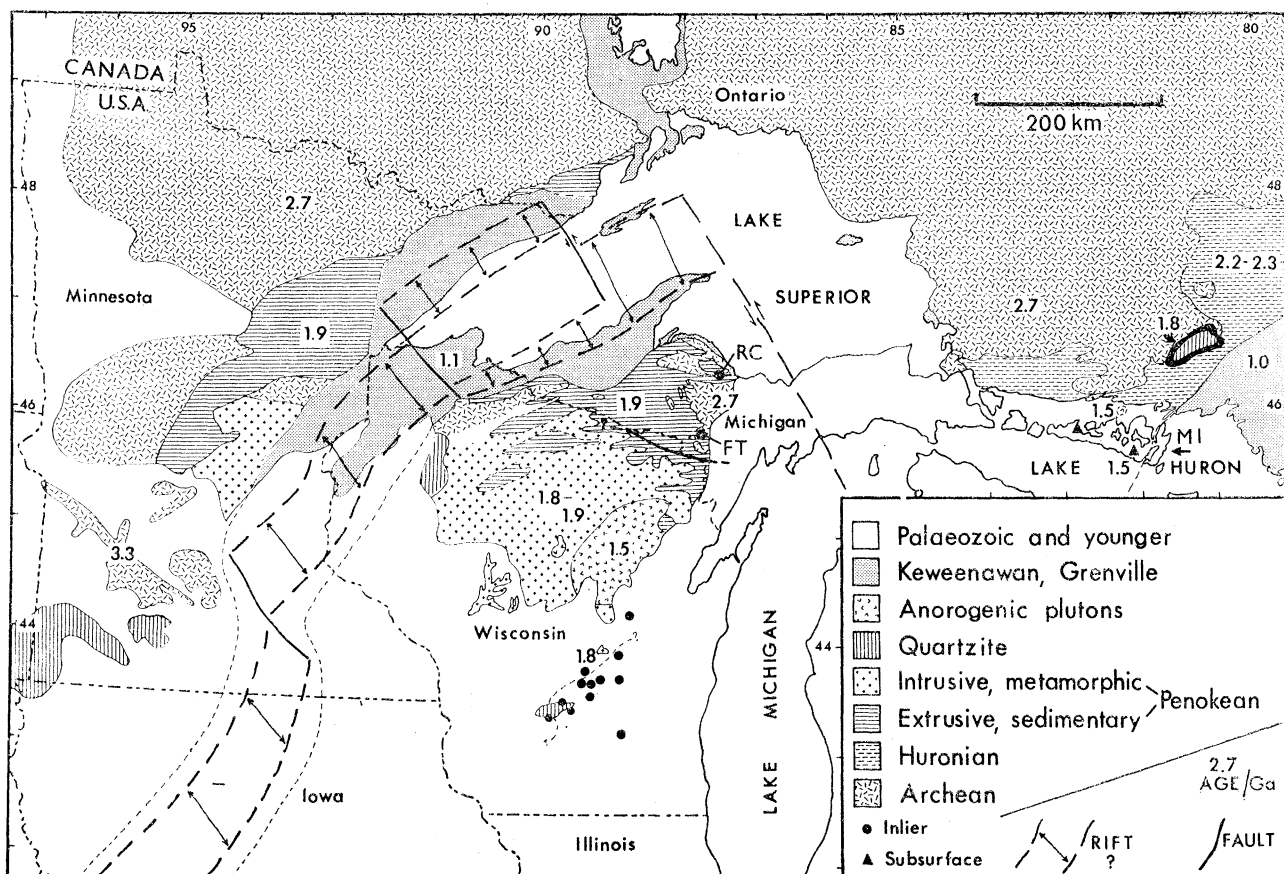 95
90
85
80
CANADA
U.S.A.
Ontario
200 km
48
48
2.7
LAKE
SUPERIOR
2.2-2.3
Minnesota
2.7
1.8
1.9
1.1
RC
1.0
46
1.9
2.7
46
Michigan
1.5
FT
MI
LAKE
HURON
1.5
1.8-
1.9
1.5
3.3
44
Wisconsin
44
1.8
?
LAKE MICHIGAN
Iowa
Illinois
Palaeozoic and younger
Keweenawan, Grenville
Anorogenic plutons
Quartzite
Intrusive, metamorphic
Penokean
Extrusive, sedimentary
Huronian
Archean
2.7
AGE/Ga
Inlier
Subsurface
RIFT
?
FAULT